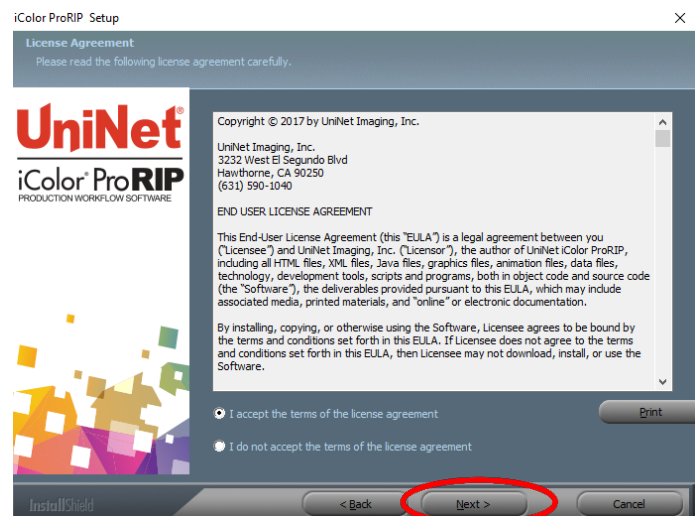 iColor ProRIP Setup
License Agreement
Please read the following license agreement carefully.
UniNet®
iColor® ProRIP
PRODUCTION WORKFLOW SOFTWARE
Copyright © 2017 by UniNet Imaging, Inc.
UniNet Imaging, Inc.
3232 West El Segundo Blvd
Hawthorne, CA 90250
(631) 590-1040
END USER LICENSE AGREEMENT
This End-User License Agreement (this "EULA") is a legal agreement between you
("Licensee") and UniNet Imaging, Inc. ("Licensor"), the author of UniNet iColor ProRIP,
including all HTML files, XML files, Java files, graphics files, animation files, data files,
technology, development tools, scripts and programs, both in object code and source code
(the "Software"), the deliverables provided pursuant to this EULA, which may include
associated media, printed materials, and "online" or electronic documentation.
By installing, copying, or otherwise using the Software, Licensee agrees to be bound by
the terms and conditions set forth in this EULA. If Licensee does not agree to the terms
and conditions set forth in this EULA, then Licensee may not download, install, or use the
Software.
I accept the terms of the license agreement
Print
I do not accept the terms of the license agreement
InstallShield
< Back
Next >
Cancel